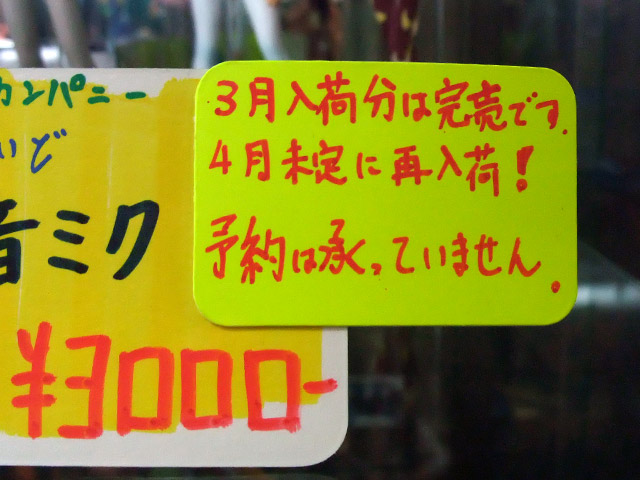 カンパニー
いど
音ミク
¥3000-
3月入荷分は完売です.
4月未定に再入荷!
予約は承っていません.